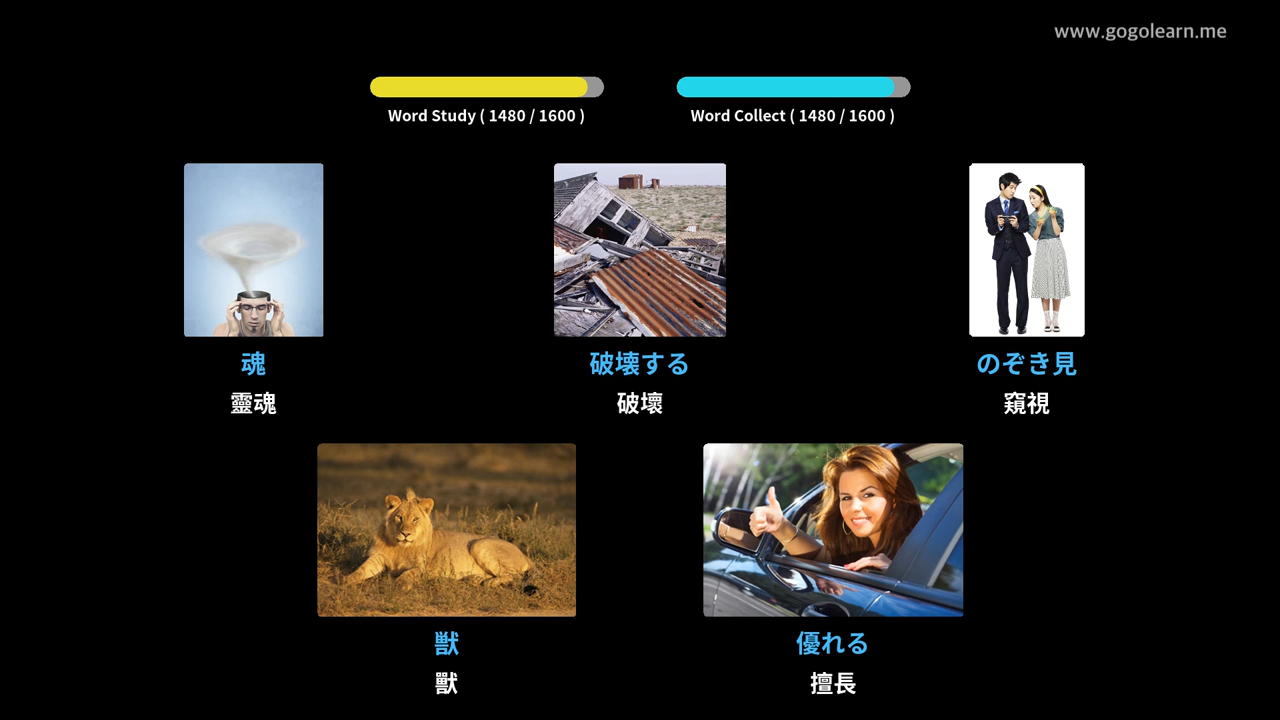 www.gogolearn.me
Word Study ( 1480 / 1600 )
Word Collect ( 1480 / 1600 )
魂
靈魂
破壊する
破壞
のぞき見
窺視
獣
獸
優れる
擅長